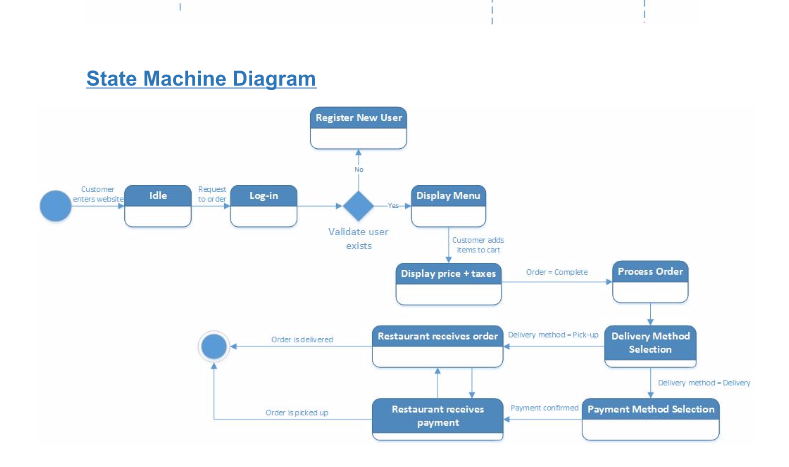 State Machine Diagram
Register New User
No
Customer
enters website
Idle
Request
to order
Log-in
Yes
Display Menu
Validate user
exists
Customer adds
items to cart
Display price + taxes
Order = Complete
Process Order
Order is delivered
Restaurant receives order
Delivery method = Pick-up
Delivery Method
Selection
Delivery method = Delivery
Order is picked up
Restaurant receives
payment
Payment confirmed
Payment Method Selection